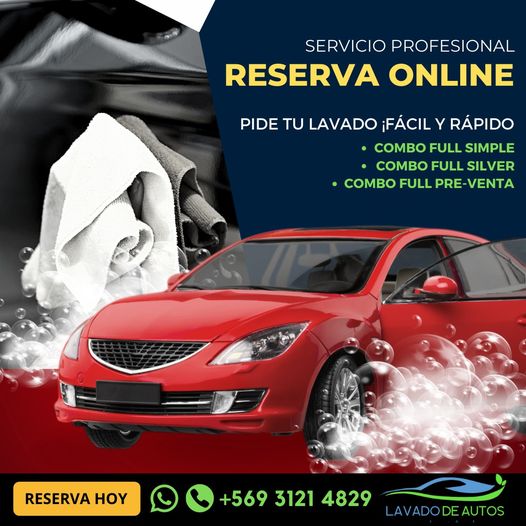 SERVICIO PROFESIONAL
RESERVA ONLINE
PIDE TU LAVADO ¡FÁCIL Y RÁPIDO
• COMBO FULL SIMPLE
• COMBO FULL SILVER
• COMBO FULL PRE-VENTA
RESERVA HOY
+569 3121 4829
LAVADO DE AUTOS